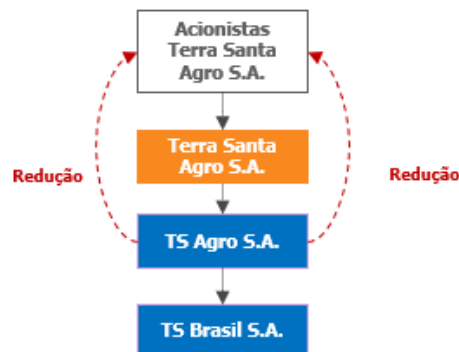 Acionistas
Terra Santa
Agro S.A.
Terra Santa
Agro S.A.
Redução
Redução
TS Agro S.A.
TS Brasil S.A.